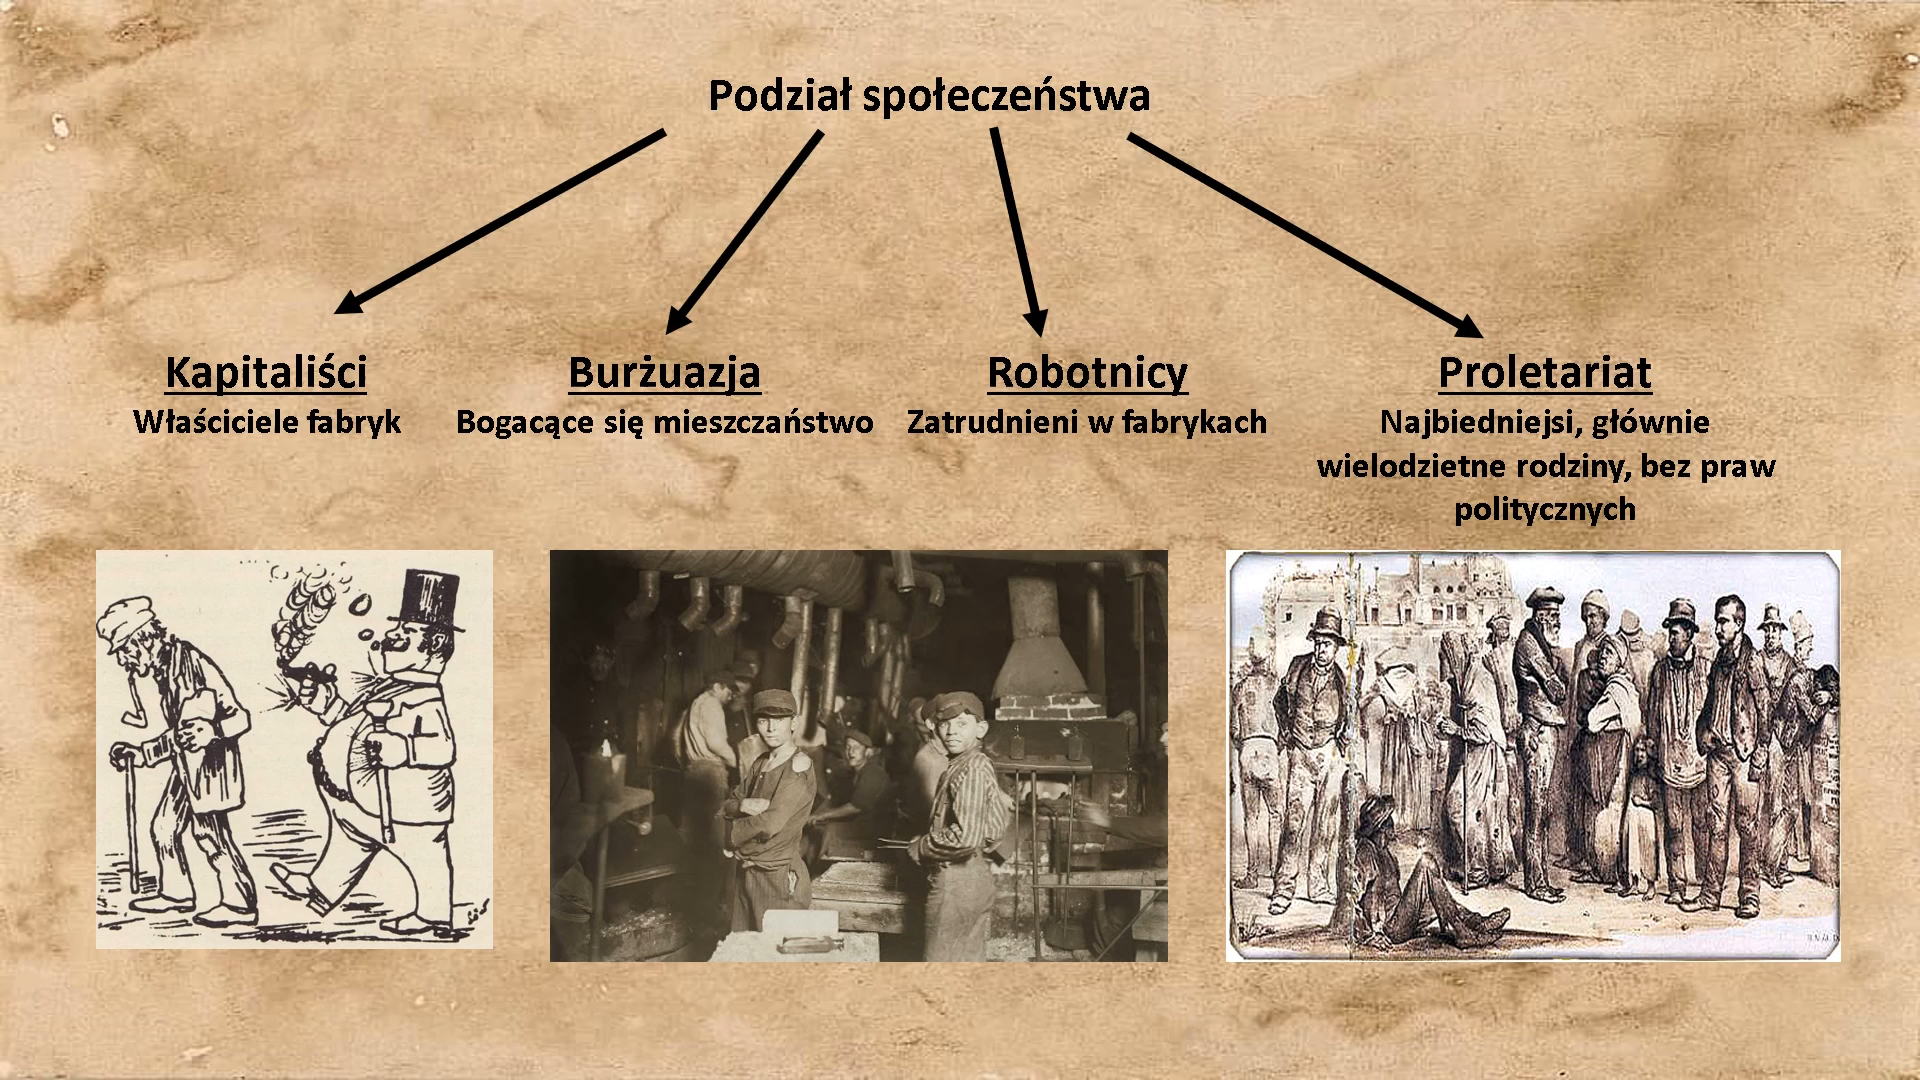 Podział społeczeństwa
Kapitaliści
Właściciele fabryk
Burżuazja
Bogacące się mieszczaństwo
Robotnicy
Zatrudnieni w fabrykach
Proletariat
Najbiedniejsi, głównie
wielodzietne rodziny, bez praw
politycznych